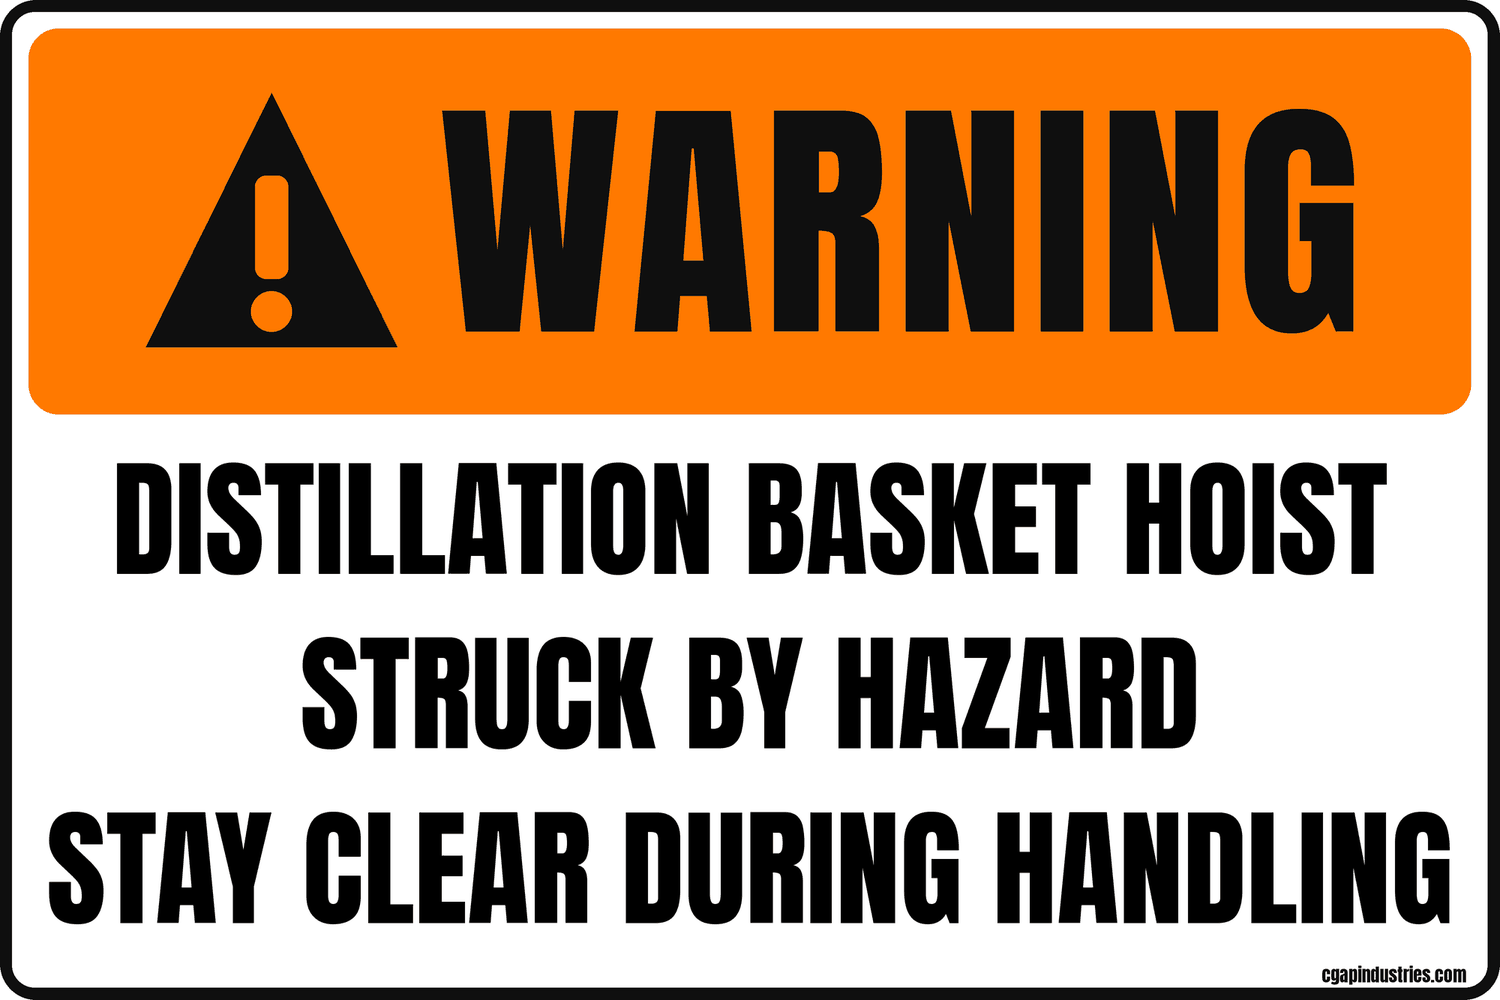 WARNING
DISTILLATION BASKET HOIST
STRUCK BY HAZARD
STAY CLEAR DURING HANDLING
cgapindustries.com